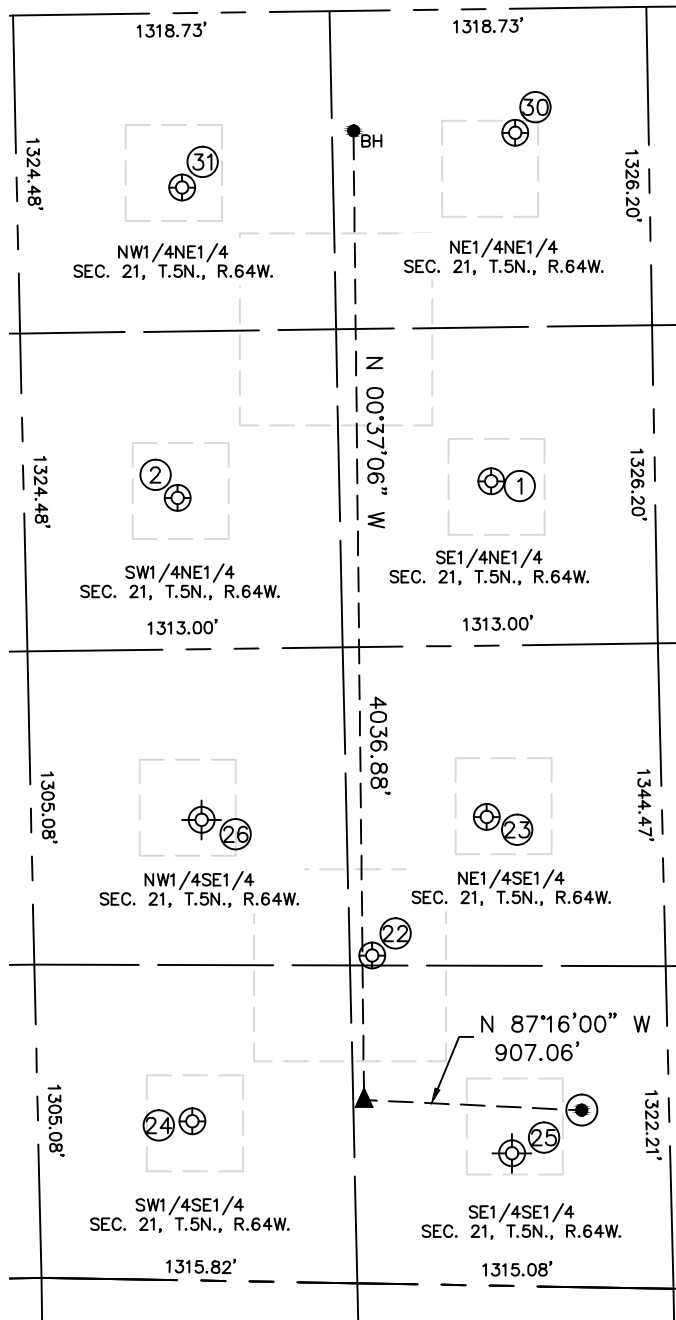 1318.73'
1318.73'
30
BH
31
1324.48'
1326.20'
NW1/4NE1/4
SEC. 21, T.5N., R.64W.
NE1/4NE1/4
SEC. 21, T.5N., R.64W.
N 00°37'06" W
2
1
1324.48'
1326.20'
SW1/4NE1/4
SEC. 21, T.5N., R.64W.
SE1/4NE1/4
SEC. 21, T.5N., R.64W.
1313.00'
1313.00'
4036.88'
1305.08'
1344.47'
26
23
NW1/4SE1/4
SEC. 21, T.5N., R.64W.
NE1/4SE1/4
SEC. 21, T.5N., R.64W.
22
N 87°16'00" W
907.06'
1305.08'
1322.21'
24
25
SW1/4SE1/4
SEC. 21, T.5N., R.64W.
SE1/4SE1/4
SEC. 21, T.5N., R.64W.
1315.82'
1315.08'